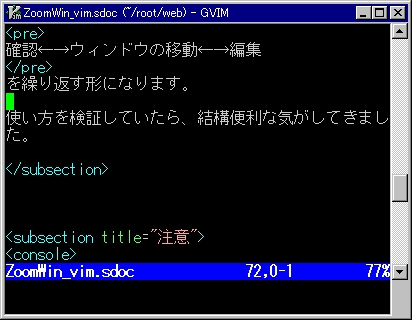 ZoomWin_vim.sdoc (~/root/web) - GVIM
<pre>
確認←→ウィンドウの移動←→編集
</pre>
を繰り返す形になります。
使い方を検証していたら、結構便利な気がしてきまし
た。
</subsection>
<subsection title="注意">
<console>
ZoomWin_vim.sdoc 72,0-1 77%